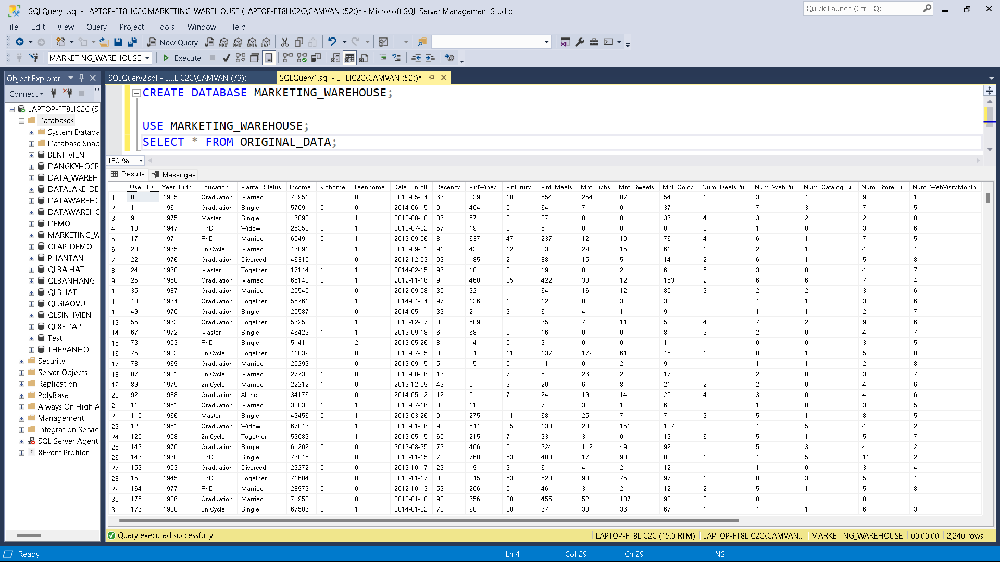 SQLQuery1.sql - LAPTOP-FT8LIC2C.MARKETING_WAREHOUSE (LAPTOP-FT8LIC2C\CAMVAN (52))* - Microsoft SQL Server Management Studio
Quick Launch (Ctrl+Q)
File Edit View Query Project Tools Window Help
New Query MDX DMX XMLA DAX
MARKETING_WAREHOUSE Execute
Object Explorer
Connect
LAPTOP-FT8LIC2C (S
Databases
System Databa
Database Snap
BENHVIEN
DANGKYHOCP
DATA_WAREH
DATALAKE_DE
DATAWAREHC
DATAWAREHC
DEMO
MARKETING_W
OLAP_DEMO
PHANTAN
QLBAIHAT
QLBANHANG
QLBHAT
QLGIAOVU
QLSINHVIEN
QLXEDAP
Test
THEVANHOI
Security
Server Objects
Replication
PolyBase
Always On High A
Management
Integration Servic
SQL Server Agent
XEvent Profiler
SQLQuery2.sql - L...LIC2C\CAMVAN (73))
SQLQuery1.sql - L...LIC2C\CAMVAN (52))*
CREATE DATABASE MARKETING_WAREHOUSE;
USE MARKETING_WAREHOUSE;
SELECT * FROM ORIGINAL_DATA;
150 %
Results Messages
User_ID Year_Birth Education Marital_Status Income Kidhome Teenhome Date_Enroll Recency MntWines MntFruits Mnt_Meats Mnt_Fishs Mnt_Sweets Mnt_Golds Num_DealsPur Num_WebPur Num_CatalogPur Num_StorePur Num_WebVisitsMonth
1 0 1985 Graduation Married 70951 0 0 2013-05-04 66 239 10 554 254 87 54 1 3 4 9 1
2 1 1961 Graduation Single 57091 0 0 2014-06-15 0 464 5 64 7 0 37 1 7 3 7 5
3 9 1975 Master Single 46098 1 1 2012-08-18 86 57 0 27 0 0 36 4 3 2 2 8
4 13 1947 PhD Widow 25358 0 1 2013-07-22 57 19 0 5 0 0 8 2 1 0 3 6
5 17 1971 PhD Married 60491 0 1 2013-09-06 81 637 47 237 12 19 76 4 6 11 7 5
6 20 1965 2n Cycle Married 46891 0 1 2013-09-01 91 43 12 23 29 15 61 1 2 1 4 4
7 22 1976 Graduation Divorced 46310 1 0 2012-12-03 99 185 2 88 15 5 14 2 6 1 5 8
8 24 1960 Master Together 17144 1 1 2014-02-15 96 18 2 19 0 2 6 5 3 0 4 7
9 25 1958 Graduation Married 65148 0 1 2012-11-16 9 460 35 422 33 12 153 2 6 6 7 4
10 35 1987 Graduation Married 25545 1 0 2012-09-08 35 32 1 64 16 12 85 3 2 2 3 6
11 48 1964 Graduation Together 55761 0 1 2014-04-24 97 136 1 12 0 3 32 2 4 1 3 6
12 49 1970 Graduation Single 20587 1 0 2014-05-11 39 2 3 6 4 1 9 1 1 1 2 7
13 55 1963 Graduation Together 56253 0 1 2012-12-07 83 509 0 65 7 11 5 4 7 2 9 6
14 67 1972 Master Single 46423 1 1 2013-09-18 6 68 0 16 0 0 8 3 2 0 4 7
15 73 1953 PhD Single 51411 1 2 2013-05-26 81 14 0 3 0 0 1 1 0 0 3 5
16 75 1982 2n Cycle Together 41039 0 0 2013-07-25 32 34 11 137 179 61 45 1 8 1 5 8
17 78 1969 Graduation Married 25293 1 0 2013-09-15 51 15 0 11 0 2 9 1 1 1 2 8
18 87 1981 2n Cycle Married 27733 1 0 2013-08-26 16 0 7 5 26 2 17 2 2 0 3 7
19 89 1975 2n Cycle Married 22212 1 0 2013-12-09 49 5 9 20 6 8 21 2 2 0 4 6
20 92 1988 Graduation Alone 34176 1 0 2014-05-12 12 5 7 24 19 14 20 4 3 0 4 6
21 113 1951 Graduation Married 30833 1 1 2013-07-16 33 11 0 7 3 1 6 2 1 0 3 5
22 115 1966 Master Single 43456 0 1 2013-03-26 0 275 11 68 25 7 7 3 5 1 8 5
23 123 1951 Graduation Widow 67046 0 1 2013-01-06 92 544 35 133 23 151 107 2 4 5 4 2
24 125 1958 2n Cycle Together 53083 1 1 2013-05-15 65 215 7 33 3 0 13 6 5 1 5 7
25 143 1970 Graduation Single 61209 0 0 2013-08-25 73 466 0 224 119 49 99 1 5 3 4 2
26 146 1960 PhD Single 76045 0 0 2013-11-15 78 760 53 400 17 93 0 1 4 5 11 2
27 153 1953 Graduation Divorced 23272 0 0 2013-10-17 29 19 3 6 4 2 12 1 1 0 3 4
28 158 1945 PhD Together 71604 0 0 2013-11-17 3 345 53 528 98 75 97 1 8 3 5 4
29 164 1977 PhD Married 28973 0 0 2012-10-13 59 206 0 46 3 2 12 2 5 1 5 8
30 175 1986 Graduation Married 71952 1 0 2013-01-10 93 656 80 455 52 107 93 2 8 4 8 4
31 176 1980 2n Cycle Single 67506 0 1 2014-01-02 73 90 38 67 33 36 67 1 4 1 6 3
Query executed successfully. LAPTOP-FT8LIC2C (15.0 RTM) LAPTOP-FT8LIC2C\CAMVAN... MARKETING_WAREHOUSE 00:00:00 2,240 rows
Ready Ln 4 Col 29 Ch 29 INS